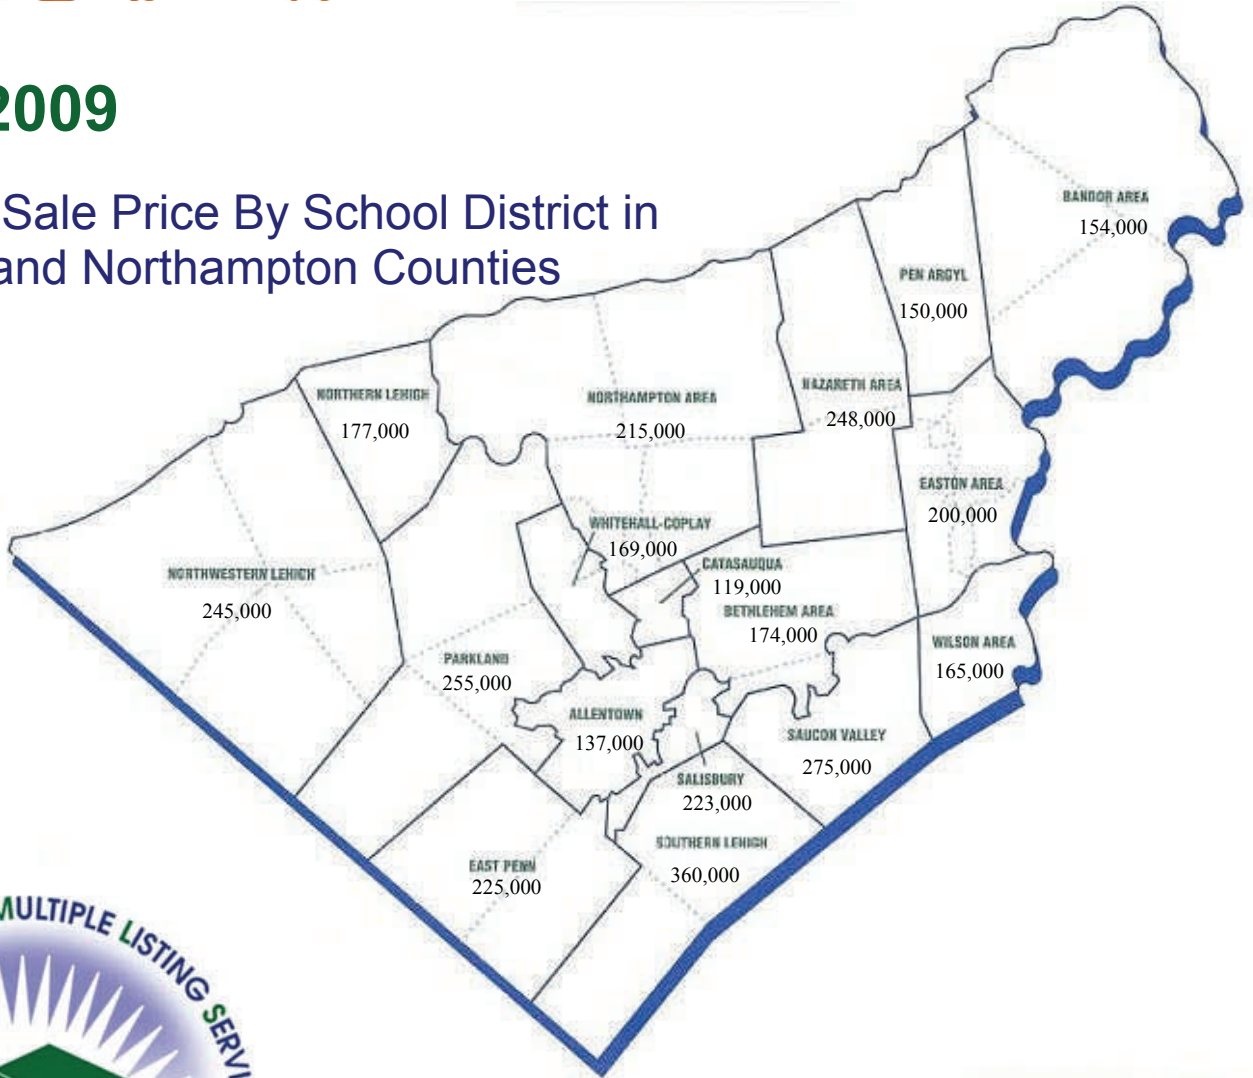 2009
Sale Price By School District in
and Northampton Counties
BANGOR AREA
154,000
PEN ARGYL
150,000
NORTHERN LEHIGH
177,000
NORTHAMPTON AREA
215,000
NAZARETH AREA
248,000
EASTON AREA
200,000
WHITEHALL-COPLAY
169,000
CATASAUQUA
119,000
BETHLEHEM AREA
174,000
NORTHWESTERN LEHIGH
245,000
WILSON AREA
165,000
PARKLAND
255,000
ALLENTOWN
137,000
SAUCON VALLEY
275,000
SALISBURY
223,000
SOUTHERN LEHIGH
360,000
EAST PENN
225,000
MULTIPLE LISTING SERVI